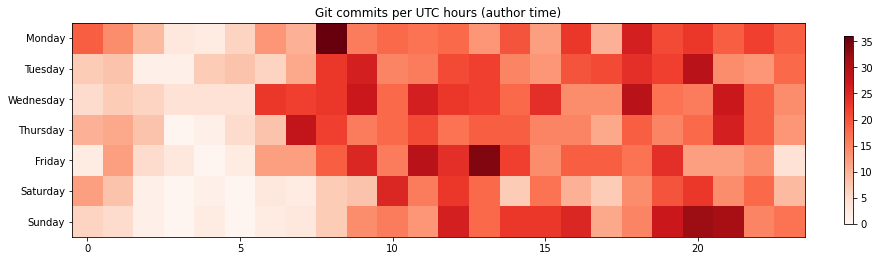 Git commits per UTC hours (author time)
Monday
Tuesday
Wednesday
Thursday
Friday
Saturday
Sunday
0 5 10 15 20
35
30
25
20
15
10
5
0